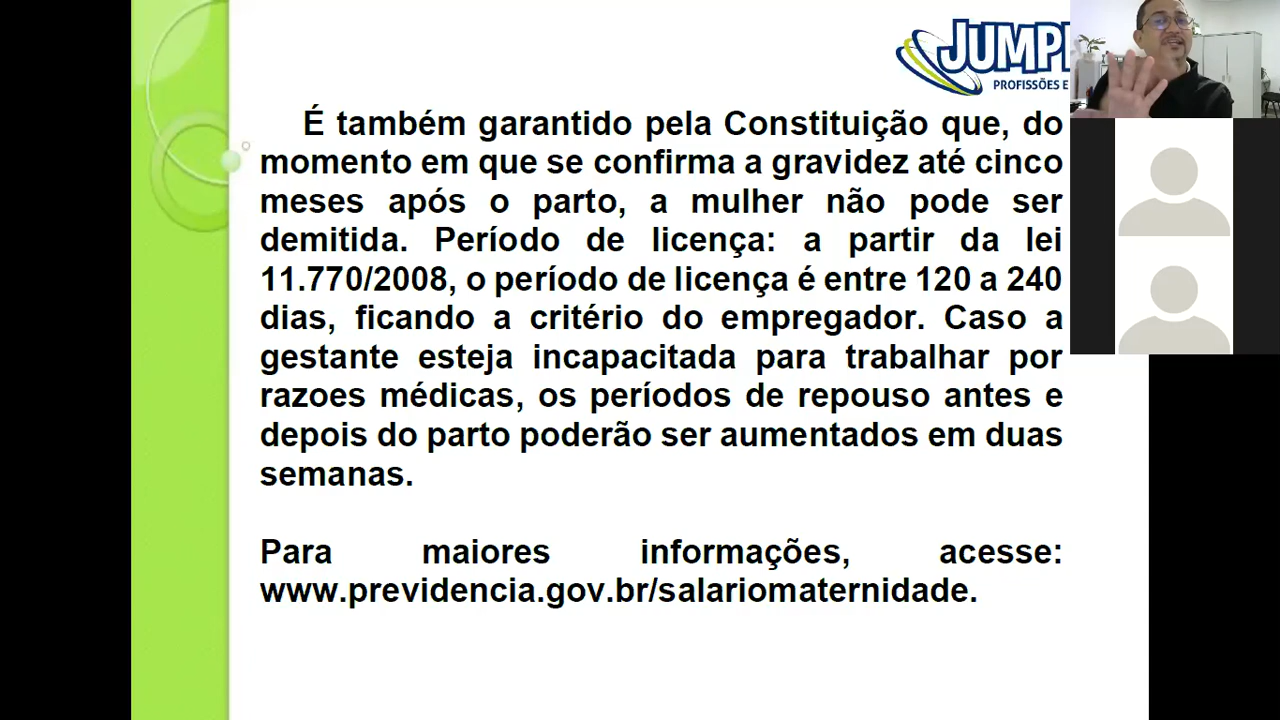 JUMP
PROFISSÕES E
É também garantido pela Constituição que, do
momento em que se confirma a gravidez até cinco
meses após o parto, a mulher não pode ser
demitida. Período de licença: a partir da lei
11.770/2008, o período de licença é entre 120 a 240
dias, ficando a critério do empregador. Caso a
gestante esteja incapacitada para trabalhar por
razoes médicas, os períodos de repouso antes e
depois do parto poderão ser aumentados em duas
semanas.
Para maiores informações, acesse:
www.previdencia.gov.br/salariomaternidade.